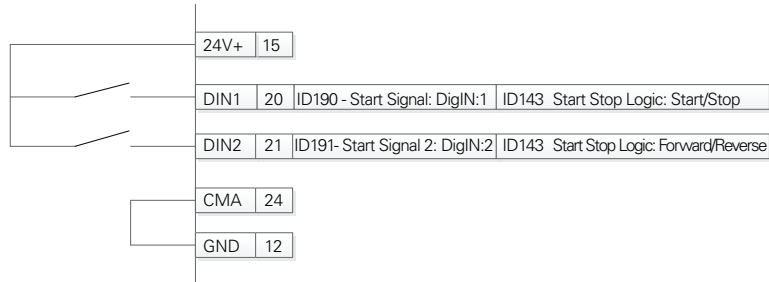 24V+ 15
DIN1 20 ID190 - Start Signal: DigIN:1 ID143 Start Stop Logic: Start/Stop
DIN2 21 ID191- Start Signal 2: DigIN:2 ID143 Start Stop Logic: Forward/Reverse
CMA 24
GND 12